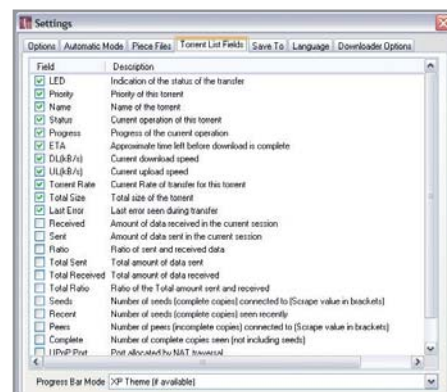 Settings
Options Automatic Mode Piece Files Torrent List Fields Save To Language Downloader Options
Field Description
LED Indication of the status of the transfer
Priority Priority of this torrent
Name Name of the torrent
Status Current operation of this torrent
Progress Progress of the current operation
ETA Approximate time left before download is complete
DL(kB/s) Current download speed
UL(kB/s) Current upload speed
Torrent Rate Current Rate of transfer for this torrent
Total Size Total size of the torrent
Last Error Last error seen during transfer
Received Amount of data received in the current session
Sent Amount of data sent in the current session
Ratio Ratio of sent and received data
Total Sent Total amount of data sent
Total Received Total amount of data received
Total Ratio Ratio of the Total amount sent and received
Seeds Number of seeds (complete copies) connected to (Scrape value in brackets)
Recent Number of seeds (complete copies) seen recently
Peers Number of peers (incomplete copies) connected to (Scrape value in brackets)
Complete Number of complete copies seen (not including seeds)
UPnP Port Port allocated by NAT traversal
Progress Bar Mode XP Theme (if available)